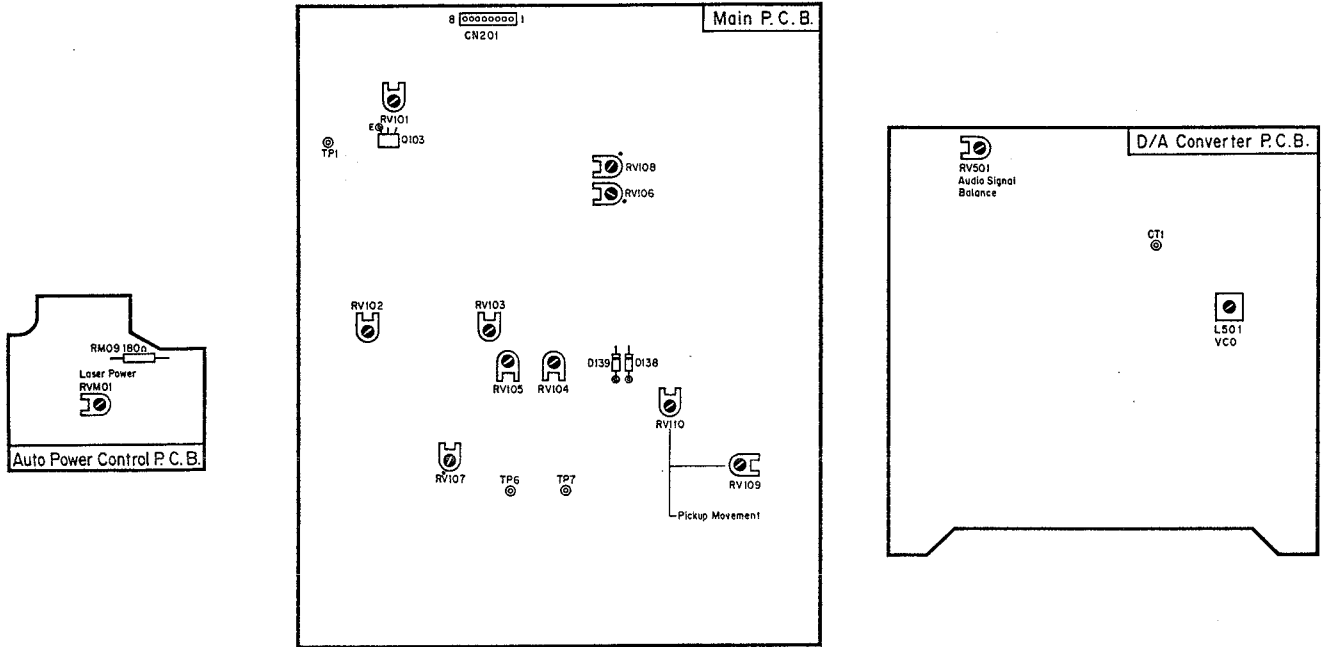 RM09 180Ω
Laser Power
RVM01
Auto Power Control P. C. B.
Main P. C. B.
8 1
CN201
RV101
E
Q103
TP1
RV108
RV106
RV102
RV103
RV105
RV104
D139
D138
RV110
RV107
TP6
TP7
RV109
Pickup Movement
D/A Converter P.C.B.
RV501
Audio Signal
Balance
CT1
L501
VCO